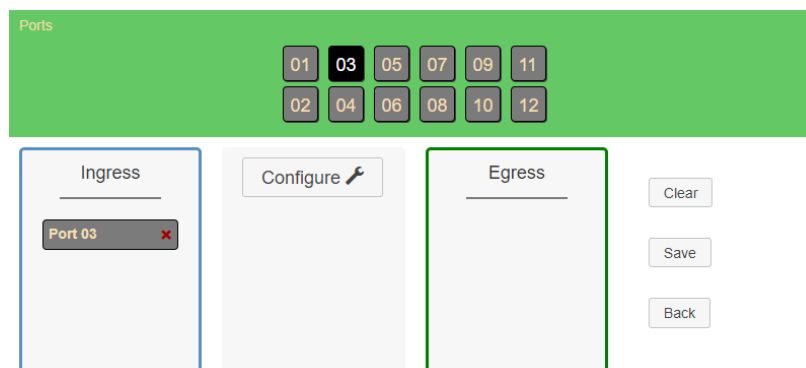 Ports
01 03 05 07 09 11
02 04 06 08 10 12
Ingress
Configure
Egress
Port 03
Clear
Save
Back